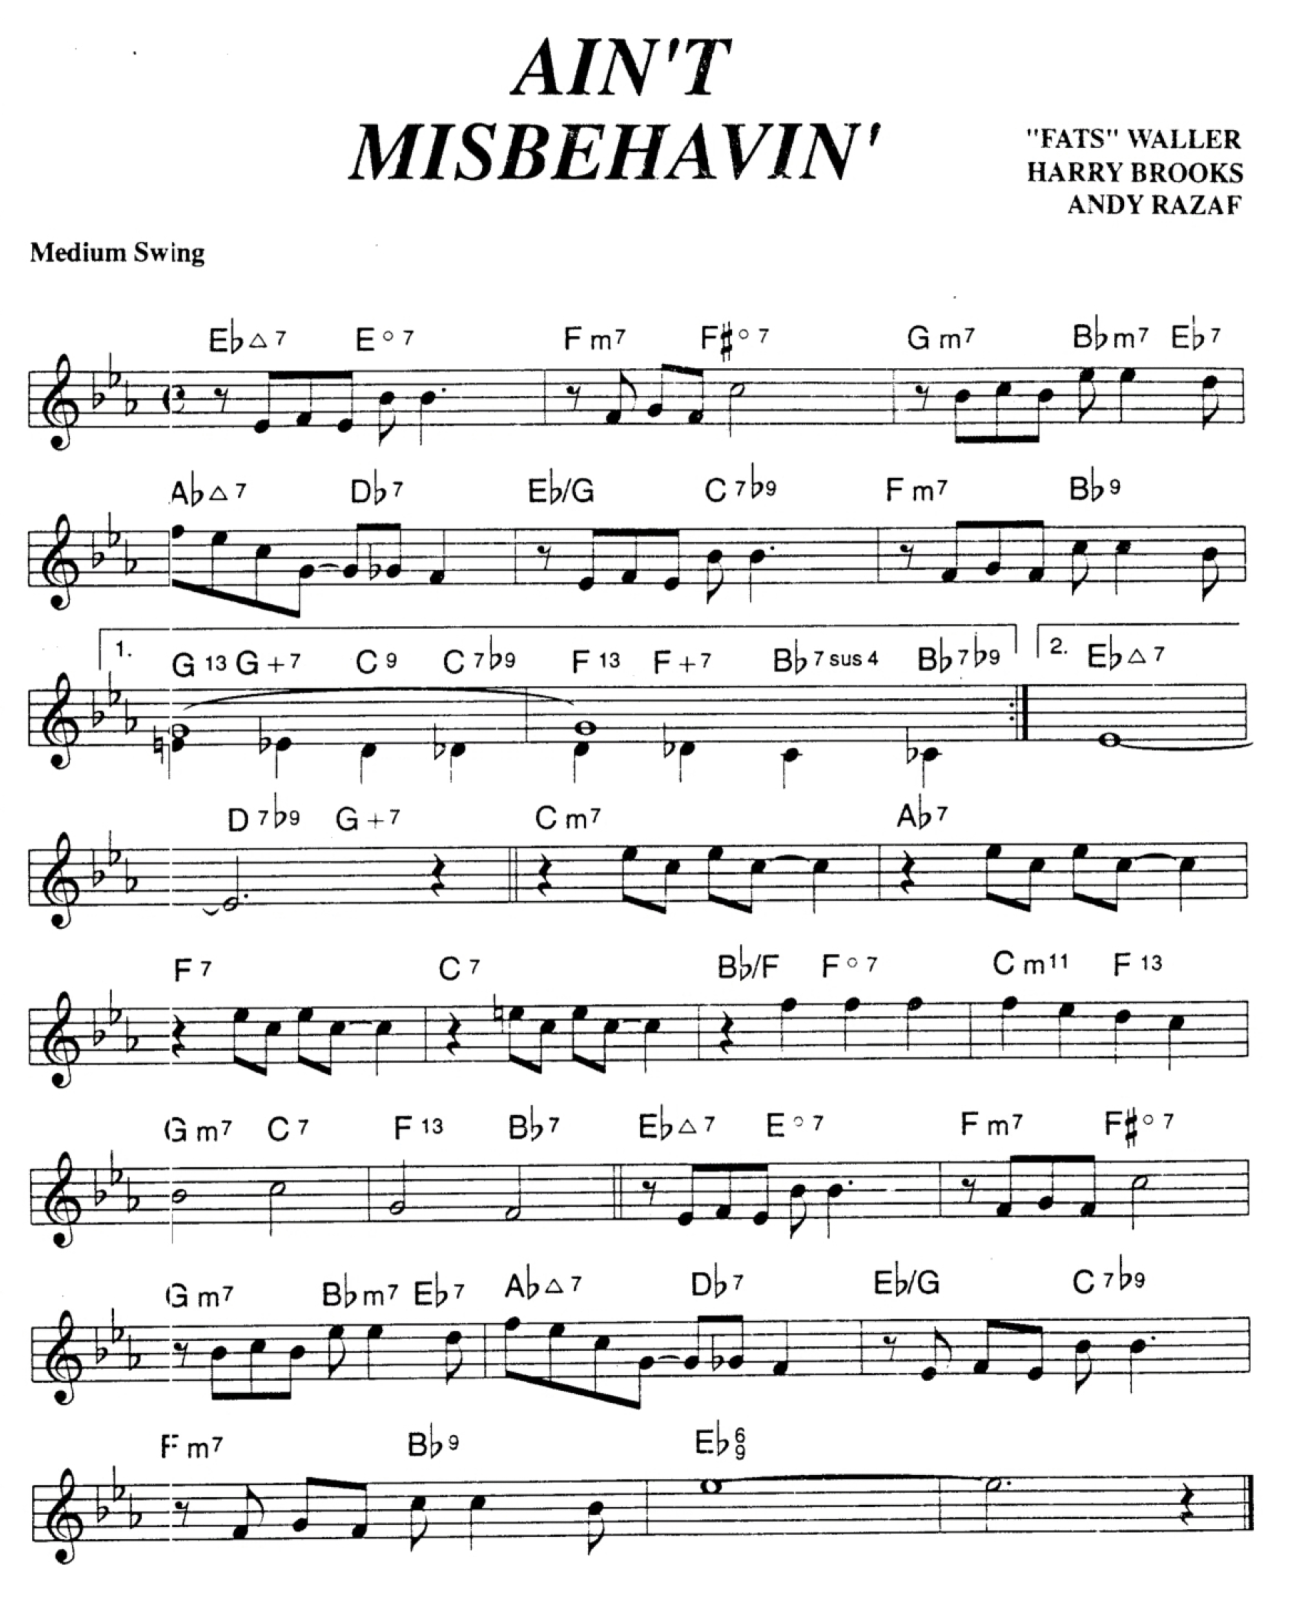 AIN'T
MISBEHAVIN'
"FATS" WALLER
HARRY BROOKS
ANDY RAZAF
Medium Swing
E♭△7 E°7 Fm7 F♯°7 Gm7 B♭m7 E♭7
A♭△7 D♭7 E♭/G C7♭9 Fm7 B♭9
1. G13 G+7 C9 C7♭9 F13 F+7 B♭7sus4 B♭7♭9 2. E♭△7
D7♭9 G+7 Cm7 A♭7
F7 C7 B♭/F F°7 Cm11 F13
Gm7 C7 F13 B♭7 E♭△7 E°7 Fm7 F♯°7
Gm7 B♭m7 E♭7 A♭△7 D♭7 E♭/G C7♭9
Fm7 B♭9 E♭6/9